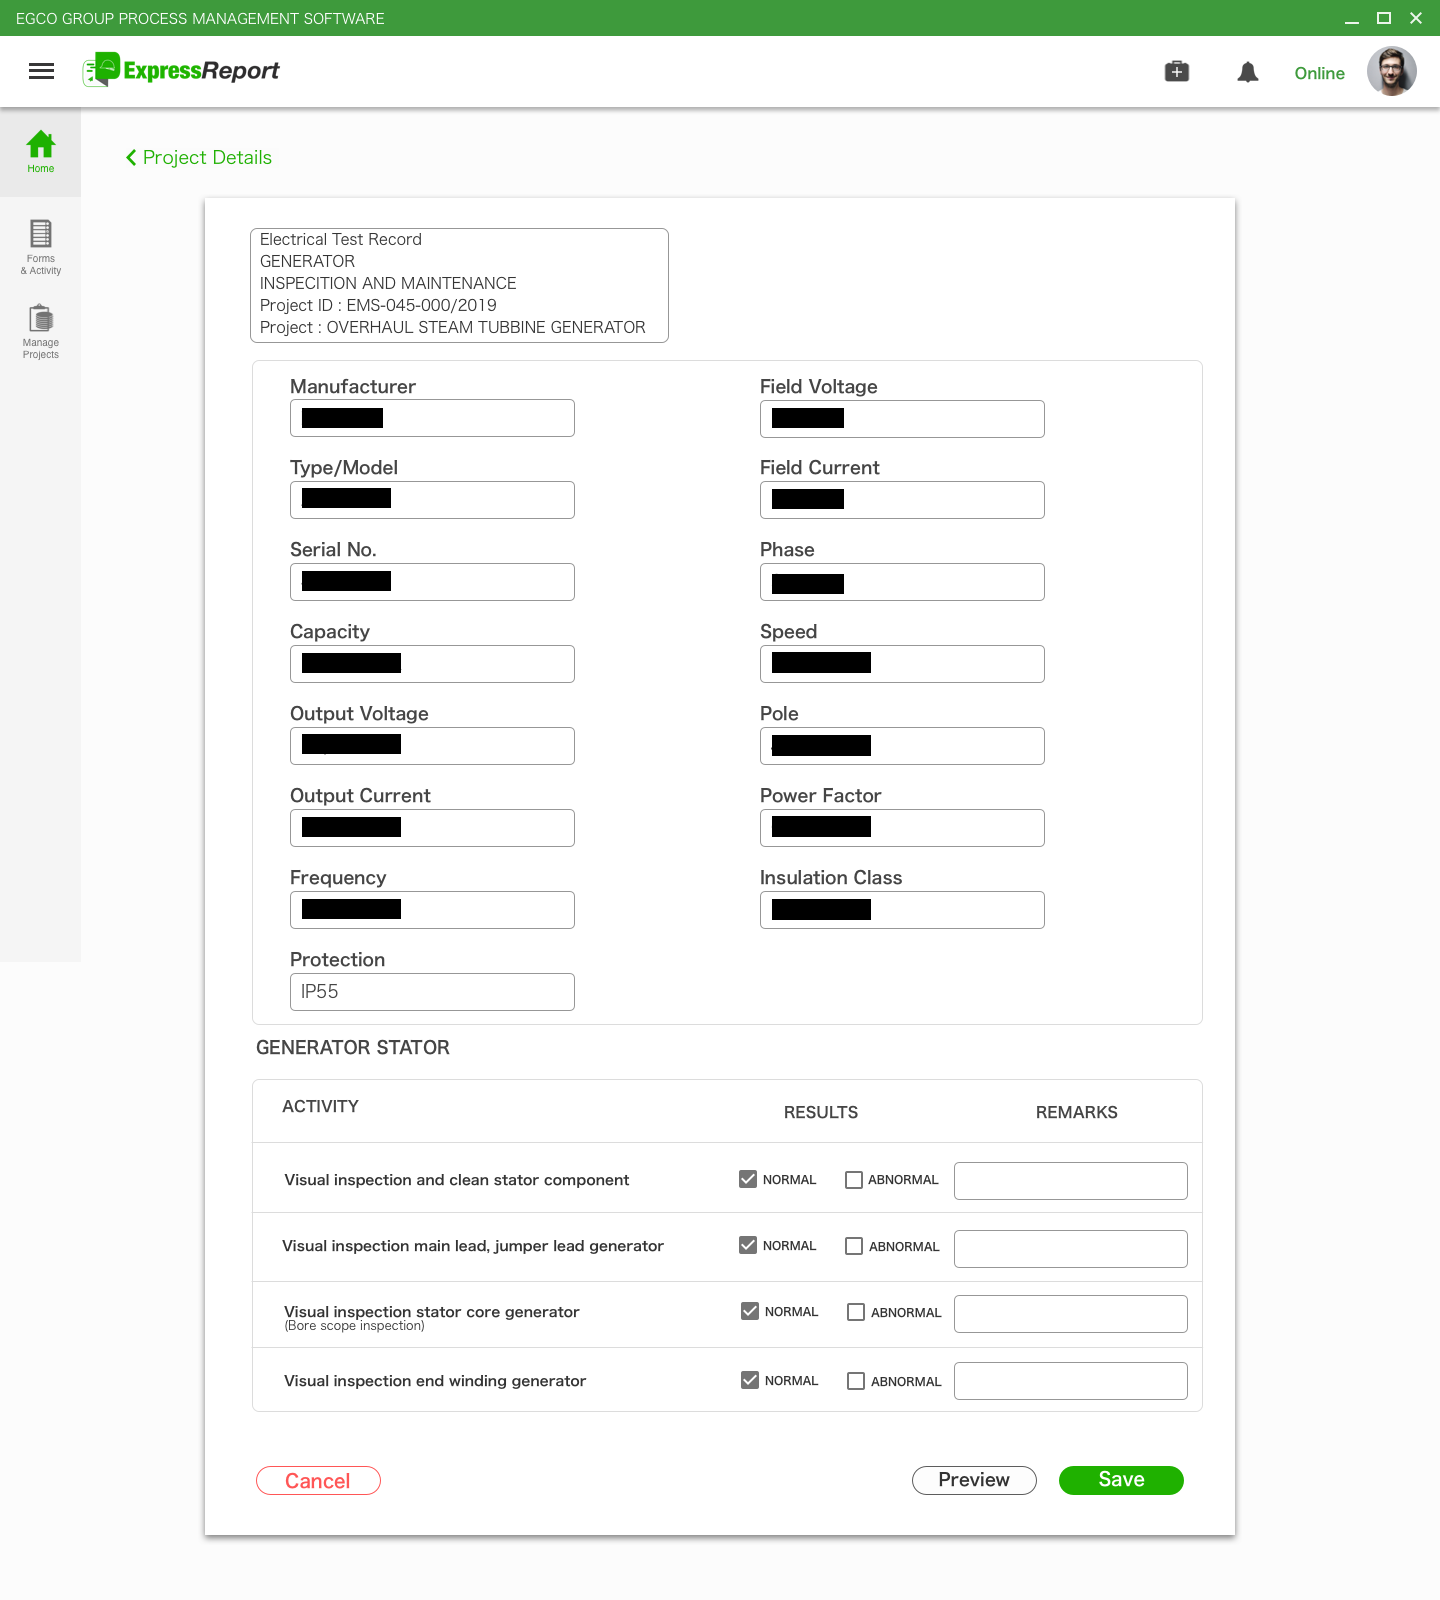 EGCO GROUP PROCESS MANAGEMENT SOFTWARE
ExpressReport
Online
Home
Forms
& Activity
Manage
Projects
Project Details
Electrical Test Record
GENERATOR
INSPECITION AND MAINTENANCE
Project ID : EMS-045-000/2019
Project : OVERHAUL STEAM TUBBINE GENERATOR
Manufacturer
Field Voltage
Type/Model
Field Current
Serial No.
Phase
Capacity
Speed
Output Voltage
Pole
Output Current
Power Factor
Frequency
Insulation Class
Protection
IP55
GENERATOR STATOR
ACTIVITY RESULTS REMARKS
Visual inspection and clean stator component NORMAL ABNORMAL
Visual inspection main lead, jumper lead generator NORMAL ABNORMAL
Visual inspection stator core generator NORMAL ABNORMAL
(Bore scope inspection)
Visual inspection end winding generator NORMAL ABNORMAL
Cancel Preview Save